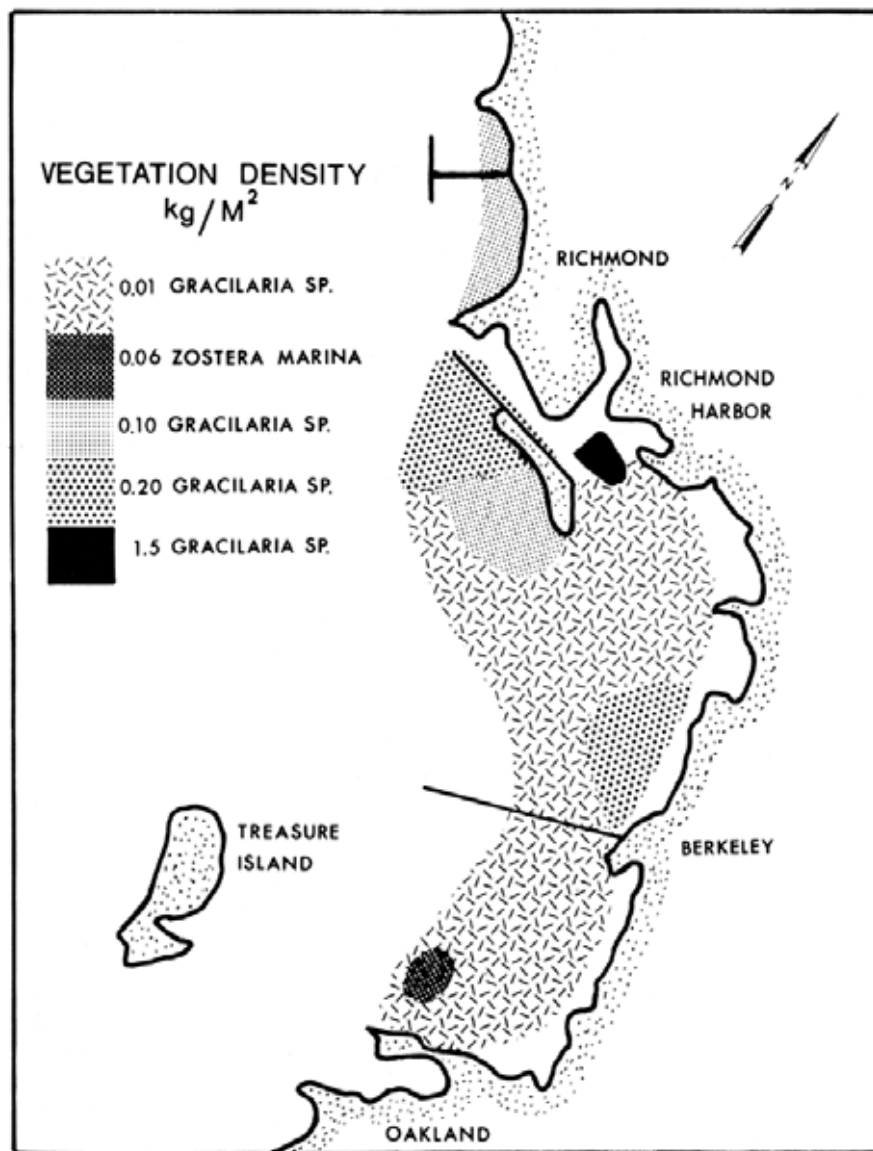 VEGETATION DENSITY
kg/M²
0.01 GRACILARIA SP.
0.06 ZOSTERA MARINA
0.10 GRACILARIA SP.
0.20 GRACILARIA SP.
1.5 GRACILARIA SP.
N
RICHMOND
RICHMOND
HARBOR
TREASURE
ISLAND
BERKELEY
OAKLAND